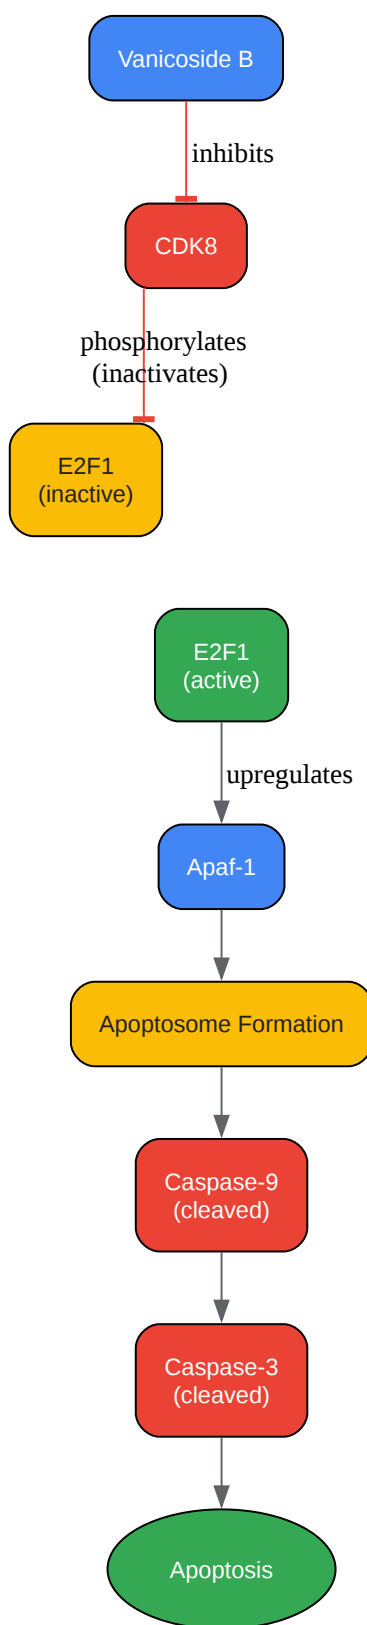 Vanicoside B
inhibits
CDK8
phosphorylates
(inactivates)
E2F1
(inactive)
E2F1
(active)
upregulates
Apaf-1
Apoptosome Formation
Caspase-9
(cleaved)
Caspase-3
(cleaved)
Apoptosis